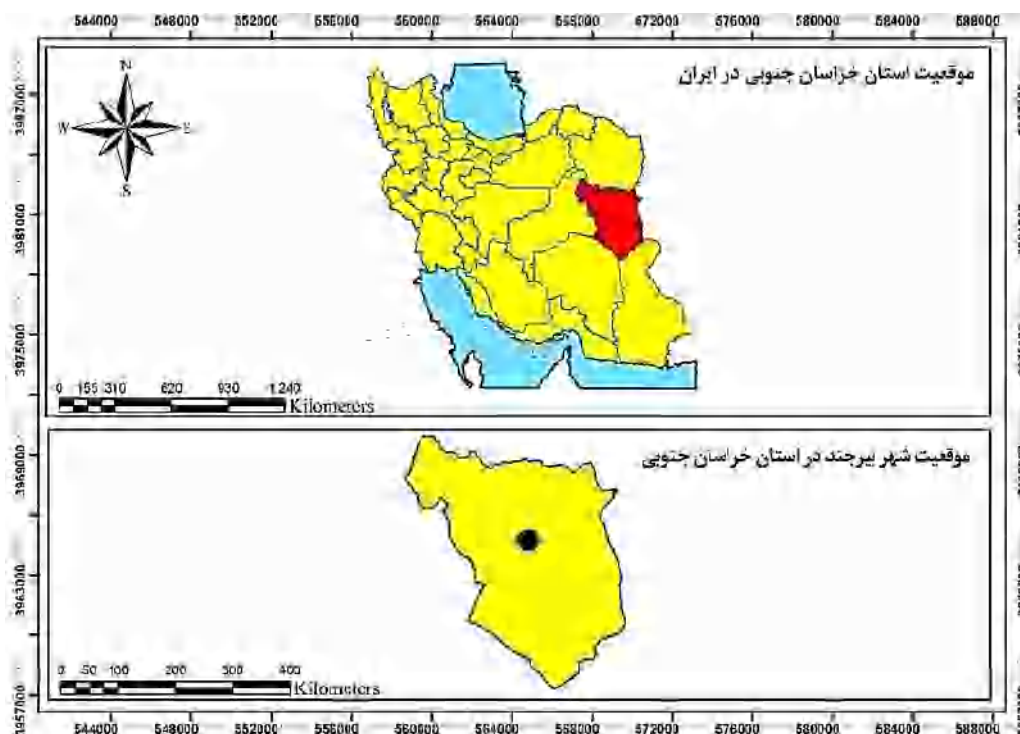 544000 548000 552000 556000 560000 564000 568000 572000 576000 580000 584000 588000
موقعیت استان خراسان جنوبی در ایران
N
W E
S
3987000
3981000
3975000
0 155 310 620 930 1.240
Kilometers
موقعیت شهر بیرجند در استان خراسان جنوبی
3969000
3963000
3957000
0 50 100 200 300 400
Kilometers
544000 548000 552000 556000 560000 564000 568000 572000 576000 580000 584000 588000